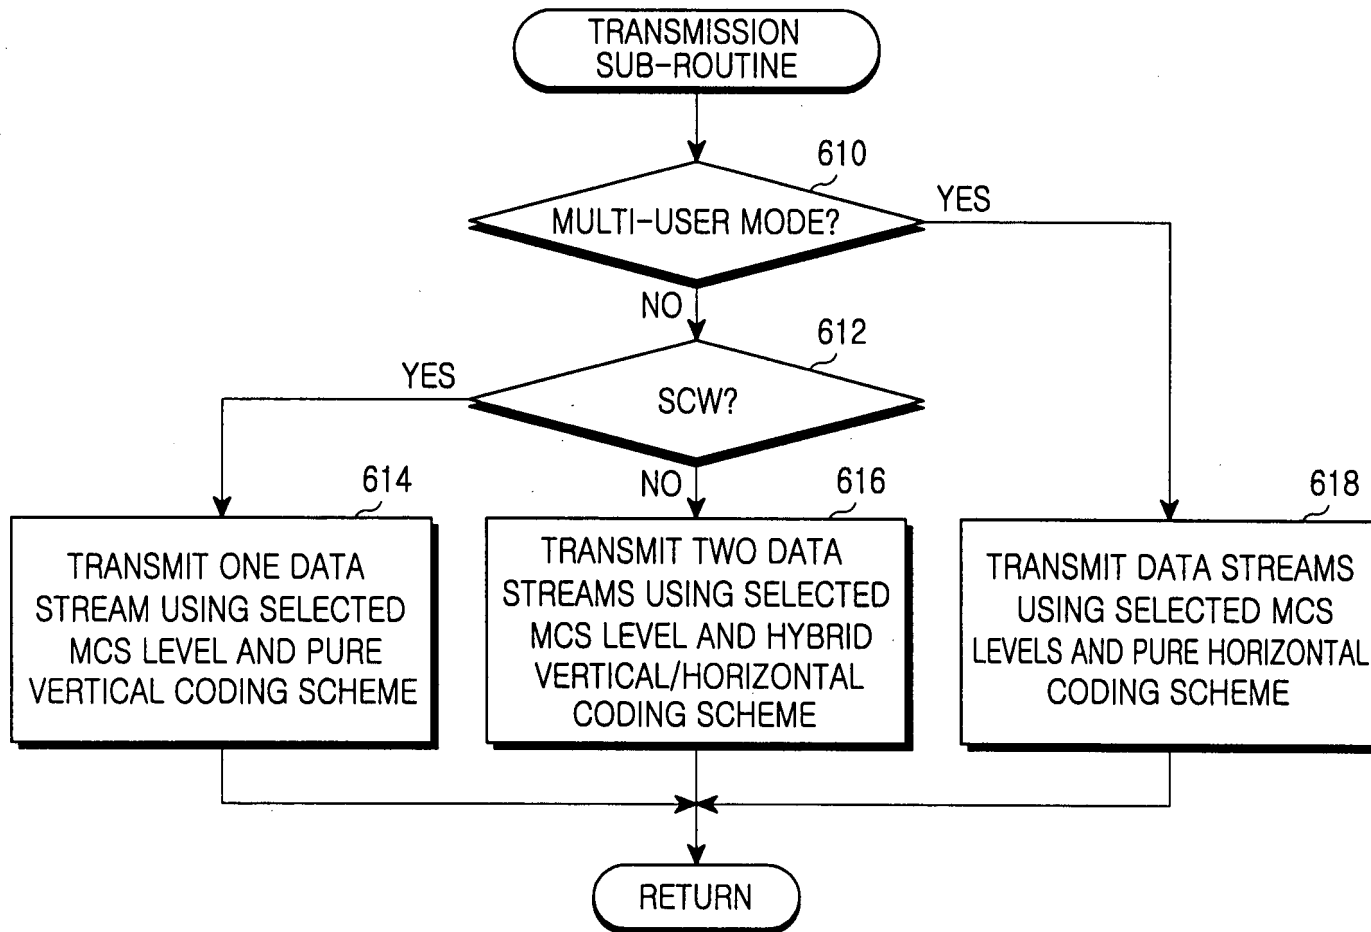 TRANSMISSION
SUB-ROUTINE
610
MULTI-USER MODE?
YES
NO
612
YES
SCW?
NO
614
TRANSMIT ONE DATA
STREAM USING SELECTED
MCS LEVEL AND PURE
VERTICAL CODING SCHEME
616
TRANSMIT TWO DATA
STREAMS USING SELECTED
MCS LEVEL AND HYBRID
VERTICAL/HORIZONTAL
CODING SCHEME
618
TRANSMIT DATA STREAMS
USING SELECTED MCS
LEVELS AND PURE HORIZONTAL
CODING SCHEME
RETURN